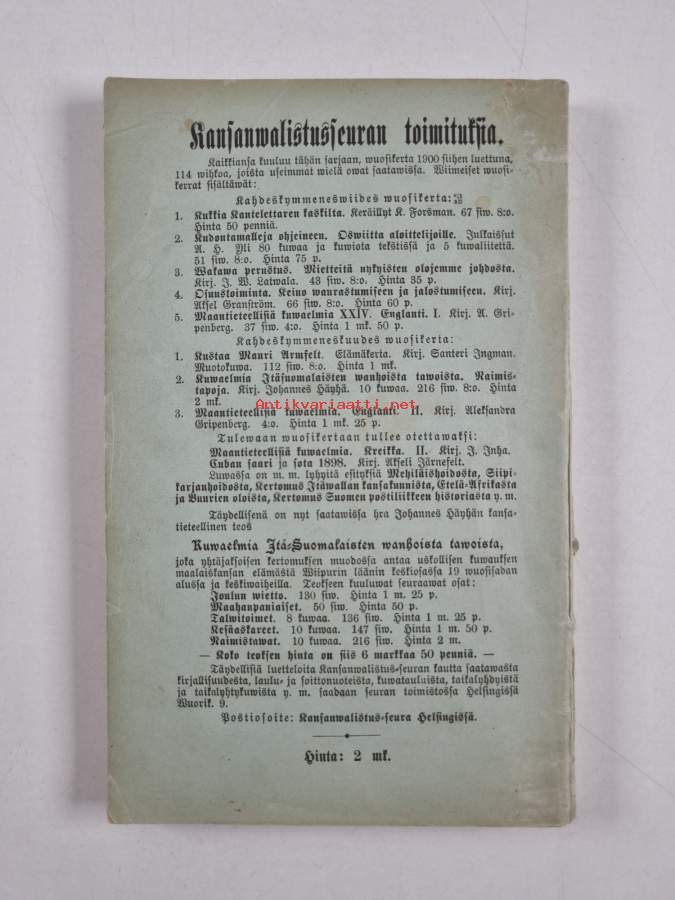 Kansanwalistusseuran toimituksia.
Kaikkiansa kuuluu tähän sarjaan, wuosikerta 1900 siihen luettuna,
114 wihkoa, joista useimmat wielä owat saatawissa. Wiimeiset wuosi-
kerrat sisältäwät:
Kahdeskymmeneswiides wuosikerta:
1. Kukkia Kantelettaren kaskilta. Keräillyt K. Forsman. 67 siw. 8:o.
Hinta 50 penniä.
2. Kudontamalleja ohjeineen. Oswiitta aloittelijoille. Julkaissut
A. H. Yli 80 kuwaa ja kuwiota tekstissä ja 5 kuwaliitettä.
51 siw. 8:o. Hinta 75 p.
3. Wakawa perustus. Mietteitä nykyisten olojemme johdosta.
Kirj. J. W. Latwala. 43 siw. 8:o. Hinta 35 p.
4. Osuustoiminta. Keino waurastumiseen ja jalostumiseen. Kirj.
Aksel Granström. 66 siw. 8:o. Hinta 60 p.
5. Maantieteellisiä kuwaelmia XXIV. Englanti. I. Kirj. A. Gri-
penberg. 37 siw. 4:o. Hinta 1 mk. 50 p.
Kahdeskymmeneskuudes wuosikerta:
1. Kustaa Mauri Armfelt. Elämäkerta. Kirj. Santeri Ingman.
Muotokuwa. 112 siw. 8:o. Hinta 1 mk.
2. Kuwaelmia Itäsuomalaisten wanhoista tawoista. Naimis-
tapoja. Kirj. Johannes Häyhä. 10 kuwaa. 216 siw. 8:o. Hinta
2 mk.
Antikvariaatti.net
3. Maantieteellisiä kuwaelmia. Englanti. II. Kirj. Aleksandra
Gripenberg. 4:o. Hinta 1 mk. 25 p.
Tulewaan wuosikertaan tullee otettawaksi:
Maantieteellisiä kuwaelmia. Kreikka. II. Kirj. J. Inha.
Cuban saari ja sota 1898. Kirj. Akseli Järnefelt.
Luwassa on m. m. lyhyitä esityksiä Mehiläishoidosta, Siipi-
karjanhoidosta, Kertomus Itäwallan kansakunnista, Etelä-Afrikasta
ja Buurien oloista, Kertomus Suomen postiliikkeen historiasta y. m.
Täydellisenä on nyt saatawissa hra Johannes Häyhän kansa-
tieteellinen teos
Kuwaelmia Itä-Suomalaisten wanhoista tawoista,
joka yhtäjaksoisen kertomuksen muodossa antaa uskollisen kuwauksen
maalaiskansan elämästä Wiipurin läänin keskiosassa 19 wuosisadan
alussa ja keskiwaiheilla. Teokseen kuuluwat seuraawat osat:
Joulun wietto. 130 siw. Hinta 1 m. 25 p.
Maahanpaniaiset. 50 siw. Hinta 50 p.
Talwitoimet. 8 kuwaa. 136 siw. Hinta 1 m. 25 p.
Kesäaskareet. 10 kuwaa. 147 siw. Hinta 1 m. 50 p.
Naimistawat. 10 kuwaa. 216 siw. Hinta 2 m.
— Koko teoksen hinta on siis 6 markkaa 50 penniä. —
Täydellisiä luetteloita Kansanwalistus-seuran kautta saatawasta
kirjallisuudesta, laulu- ja soittonuoteista, kuwatauluista, taikalyhdyistä
ja taikalyhtykuwista y. m. saadaan seuran toimistossa Helsingissä
Wuorik. 9.
Postiosoite: Kansanwalistus-seura Helsingissä.
Hinta: 2 mk.